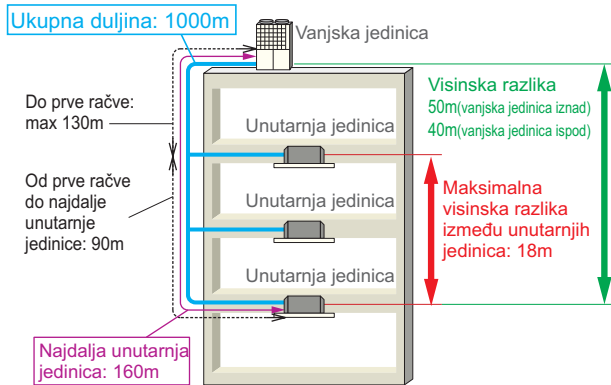 Ukupna duljina: 1000m
Vanjska jedinica
Do prve račve:
max 130m
Od prve račve
do najdalje
unutarnje
jedinice: 90m
Unutarnja jedinica
Unutarnja jedinica
Unutarnja jedinica
Visinska razlika
50m(vanjska jedinica iznad)
40m(vanjska jedinica ispod)
Maksimalna
visinska razlika
između unutarnjih
jedinica: 18m
Najdalja unutarnja
jedinica: 160m